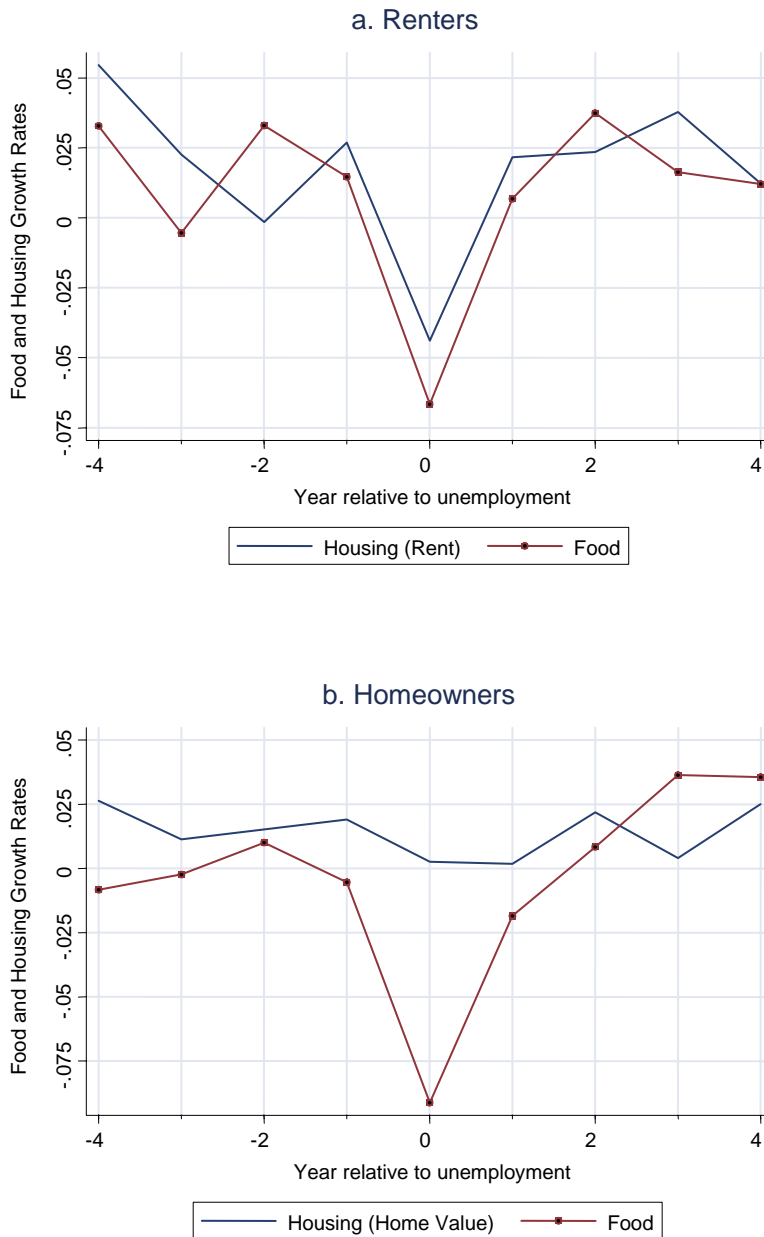 a. Renters
Food and Housing Growth Rates
.05
.025
0
-.025
-.05
-.075
-4
-2
0
2
4
Year relative to unemployment
Housing (Rent)
Food
b. Homeowners
Food and Housing Growth Rates
.05
.025
0
-.025
-.05
-.075
-4
-2
0
2
4
Year relative to unemployment
Housing (Home Value)
Food